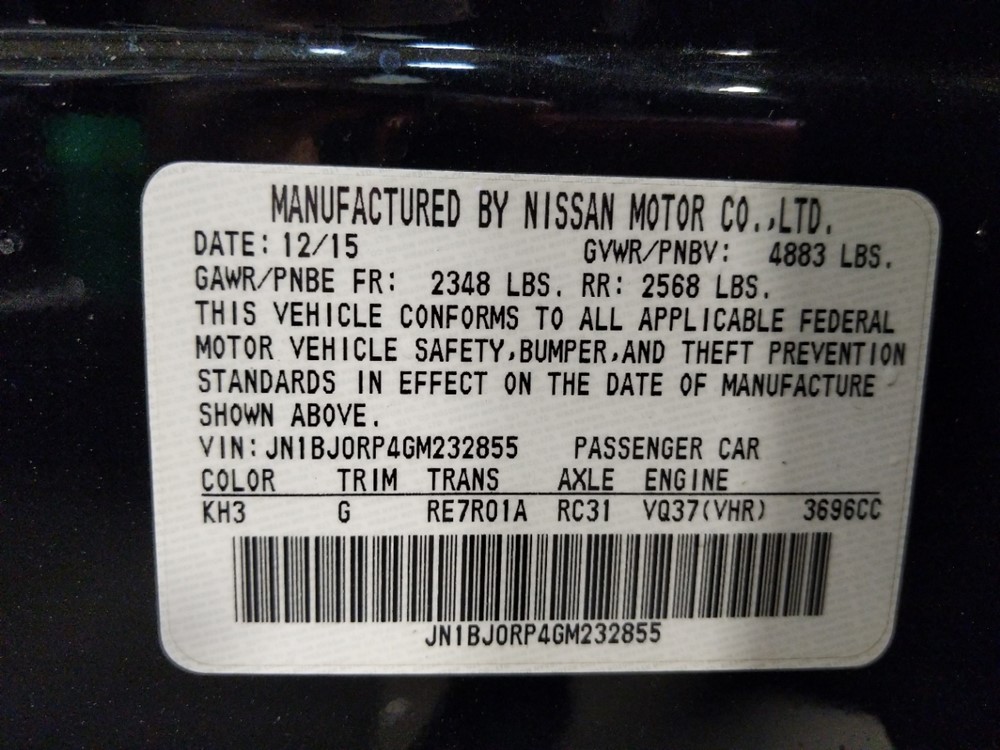 MANUFACTURED BY NISSAN MOTOR CO.,LTD.
DATE: 12/15 GVWR/PNBV: 4883 LBS.
GAWR/PNBE FR: 2348 LBS. RR: 2568 LBS.
THIS VEHICLE CONFORMS TO ALL APPLICABLE FEDERAL
MOTOR VEHICLE SAFETY,BUMPER,AND THEFT PREVENTION
STANDARDS IN EFFECT ON THE DATE OF MANUFACTURE
SHOWN ABOVE.
VIN: JN1BJ0RP4GM232855 PASSENGER CAR
COLOR TRIM TRANS AXLE ENGINE
KH3 G RE7R01A RC31 VQ37(VHR) 3696CC
JN1BJ0RP4GM232855